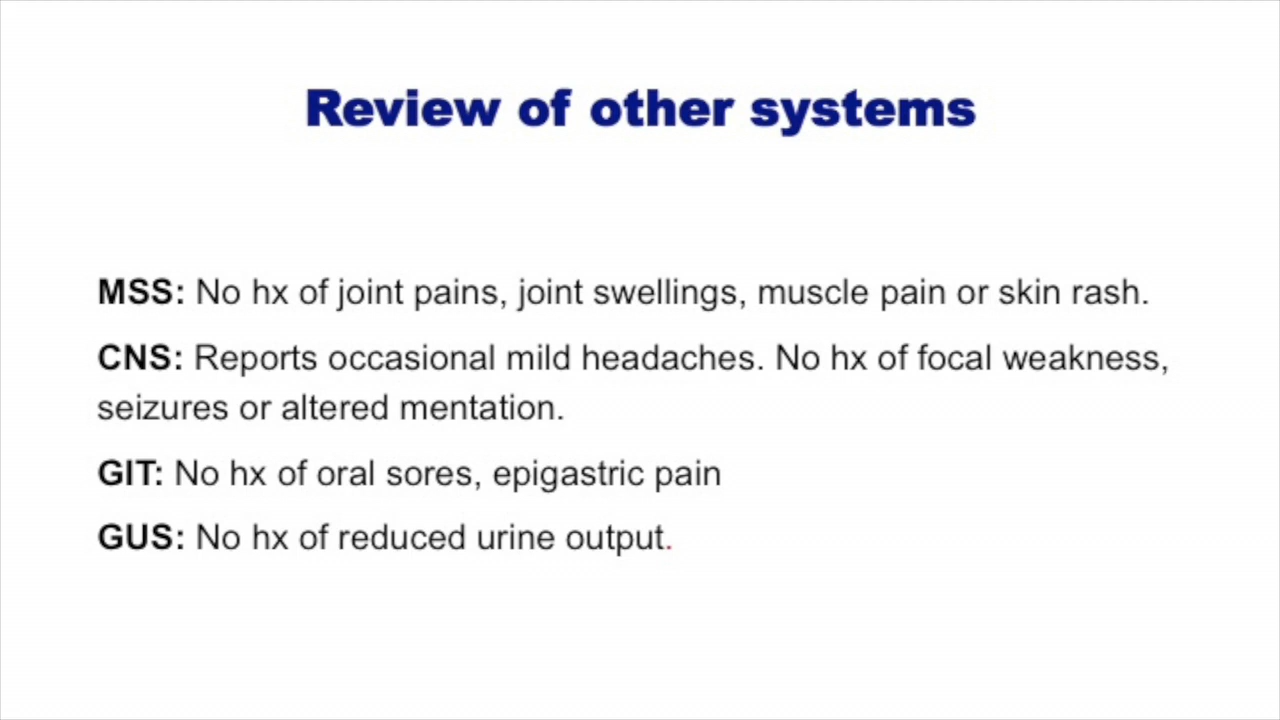 Review of other systems
MSS: No hx of joint pains, joint swellings, muscle pain or skin rash.
CNS: Reports occasional mild headaches. No hx of focal weakness,
seizures or altered mentation.
GIT: No hx of oral sores, epigastric pain
GUS: No hx of reduced urine output.